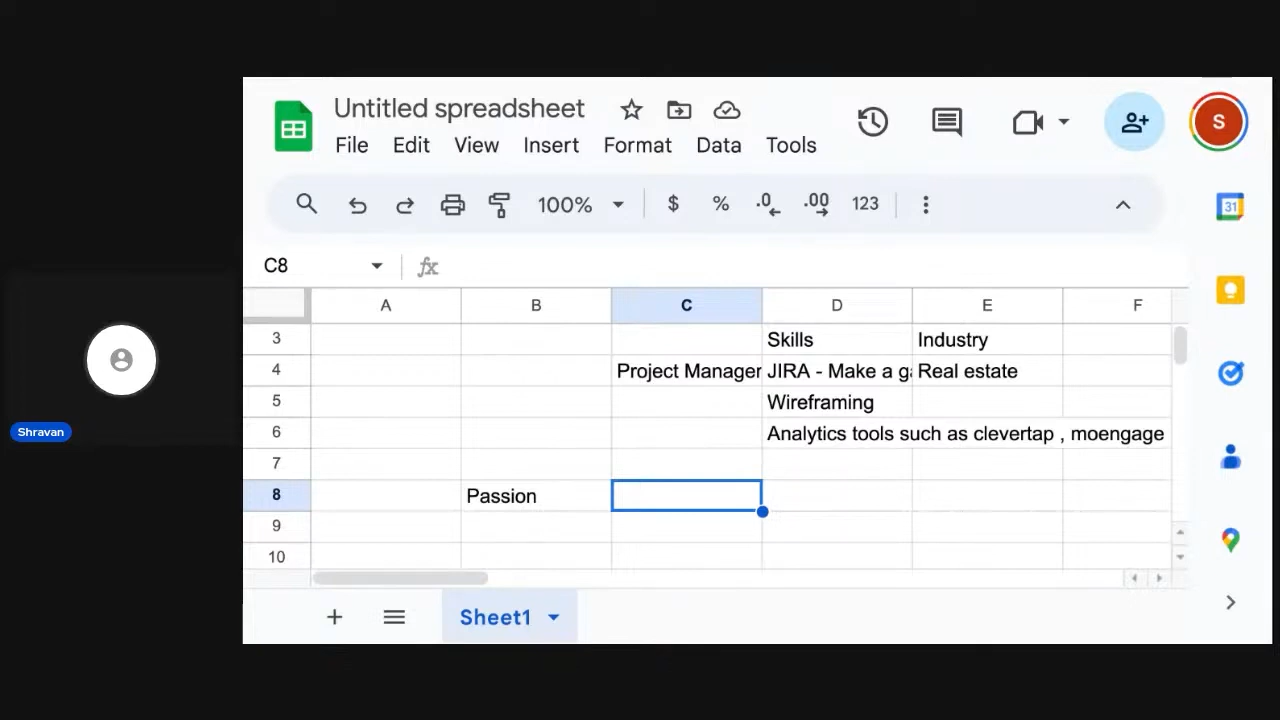 Untitled spreadsheet
File Edit View Insert Format Data Tools
S
31
100% $ % .0 .00 123
C8 fx
A B C D E F
3 Skills Industry
4 Project Manager JIRA - Make a ga Real estate
5 Wireframing
6 Analytics tools such as clevertap , moengage
7
8 Passion
9
10
Sheet1
Shravan